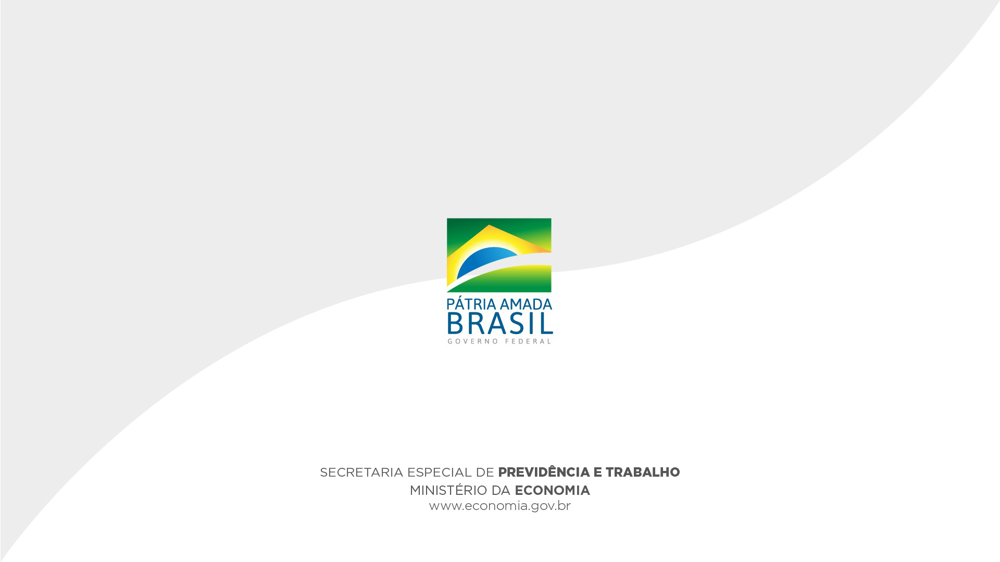 PÁTRIA AMADA
BRASIL
GOVERNO FEDERAL
SECRETARIA ESPECIAL DE PREVIDÊNCIA E TRABALHO
MINISTÉRIO DA ECONOMIA
www.economia.gov.br